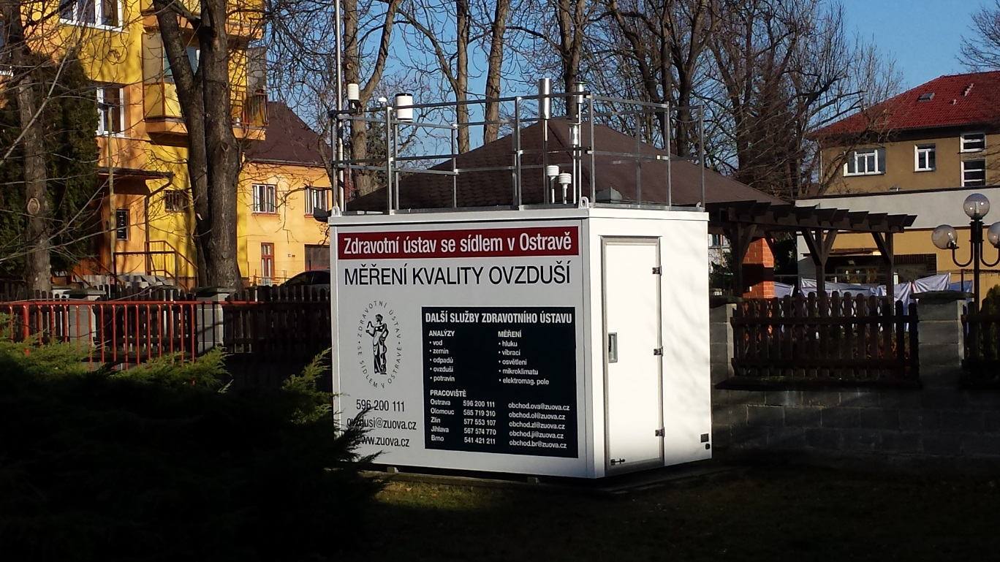 Zdravotní ústav se sídlem v Ostravě
MĚŘENÍ KVALITY OVZDUŠÍ
• ZDRAVOTNÍ ÚSTAV • SE SÍDLEM V OSTRAVĚ
596 200 111
ovzdusi@zuova.cz
www.zuova.cz
DALŠÍ SLUŽBY ZDRAVOTNÍHO ÚSTAVU
ANALÝZY
• vod
• zemin
• odpadů
• ovzduší
• potravin
MĚŘENÍ
• hluku
• vibrací
• osvětlení
• mikroklimatu
• elektromag. pole
PRACOVIŠTĚ
Ostrava 596 200 111 obchod.ova@zuova.cz
Olomouc 585 719 310 obchod.ol@zuova.cz
Zlín 577 553 107 obchod.zl@zuova.cz
Jihlava 567 574 770 obchod.ji@zuova.cz
Brno 541 421 211 obchod.br@zuova.cz